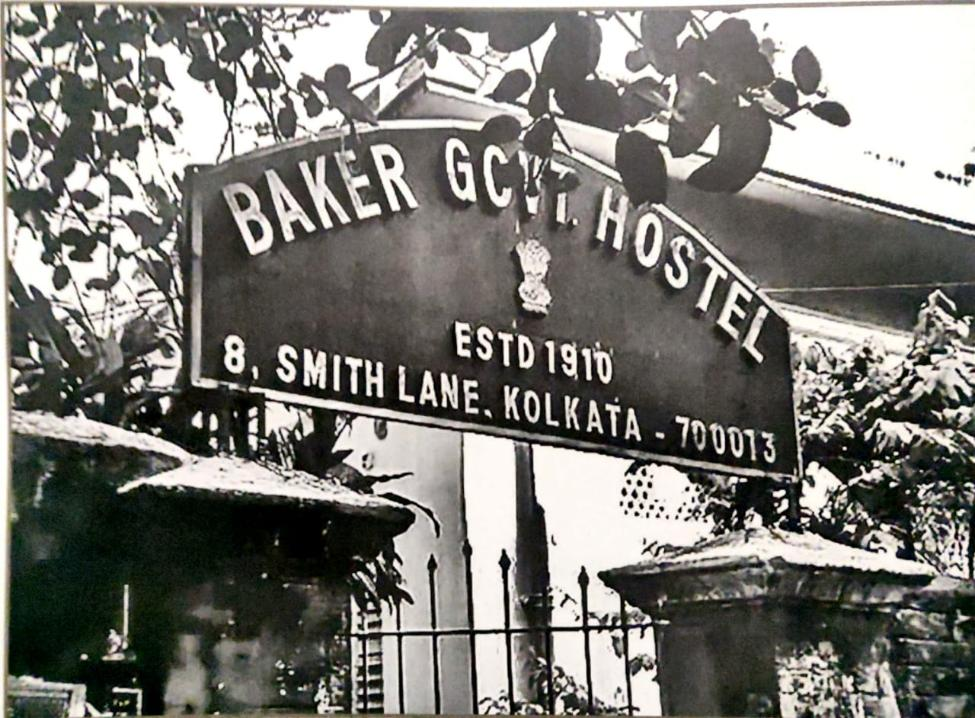 BAKER GOVT. HOSTEL
ESTD 1910
8, SMITH LANE. KOLKATA - 700013